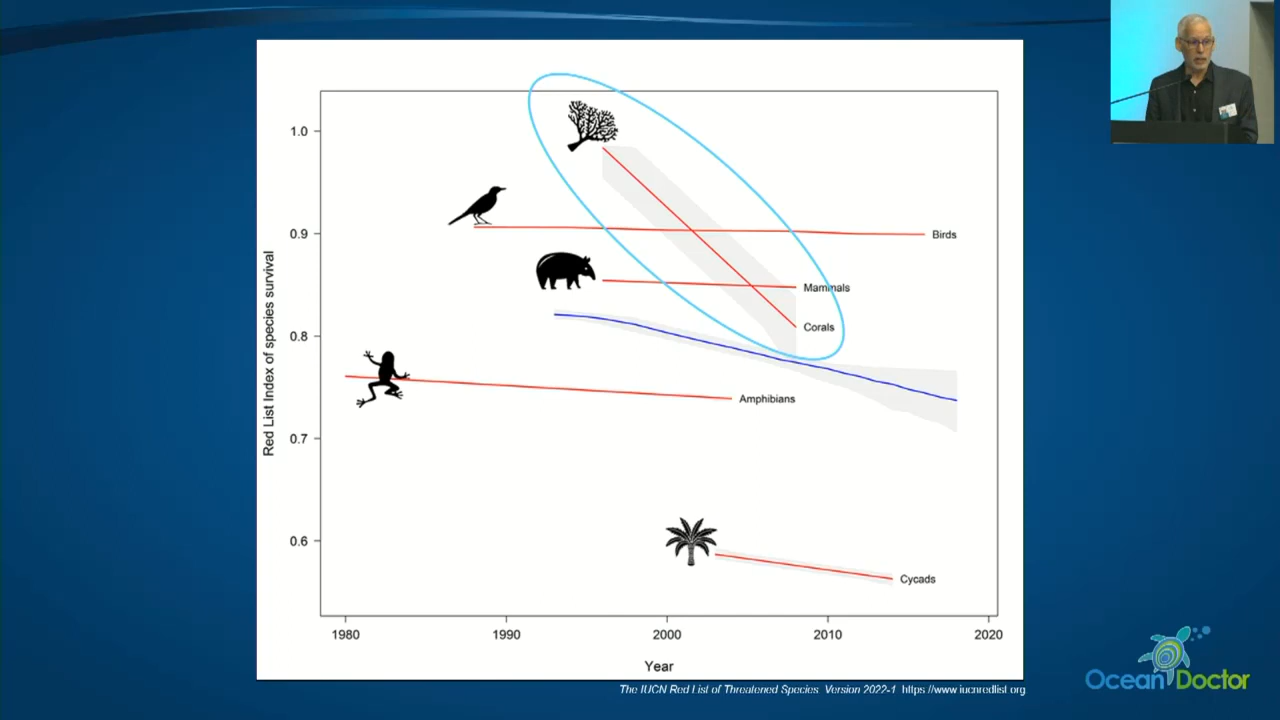 1.0
0.9
0.8
0.7
0.6
Red List Index of species survival
Birds
Mammals
Corals
Amphibians
Cycads
1980
1990
2000
2010
2020
Year
The IUCN Red List of Threatened Species. Version 2022-1 https://www.iucnredlist.org
Ocean Doctor